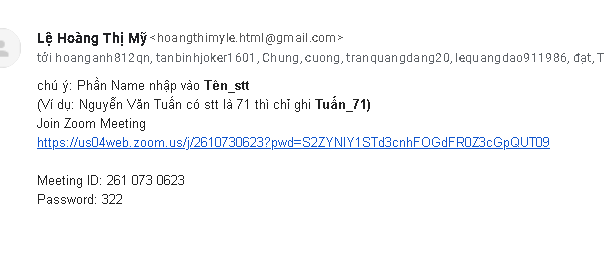 Lệ Hoàng Thị Mỹ <hoangthimyle.html@gmail.com>
tới hoanganh812qn, tanbinhjoker1601, Chung, cuong, tranquangdang20, lequangdao911986, đạt, T
chú ý: Phần Name nhập vào Tên_stt
(Ví dụ: Nguyễn Văn Tuấn có stt là 71 thì chỉ ghi Tuấn_71)
Join Zoom Meeting
https://us04web.zoom.us/j/2610730623?pwd=S2ZYNlY1STd3cnhFOGdFR0Z3cGpQUT09
Meeting ID: 261 073 0623
Password: 322